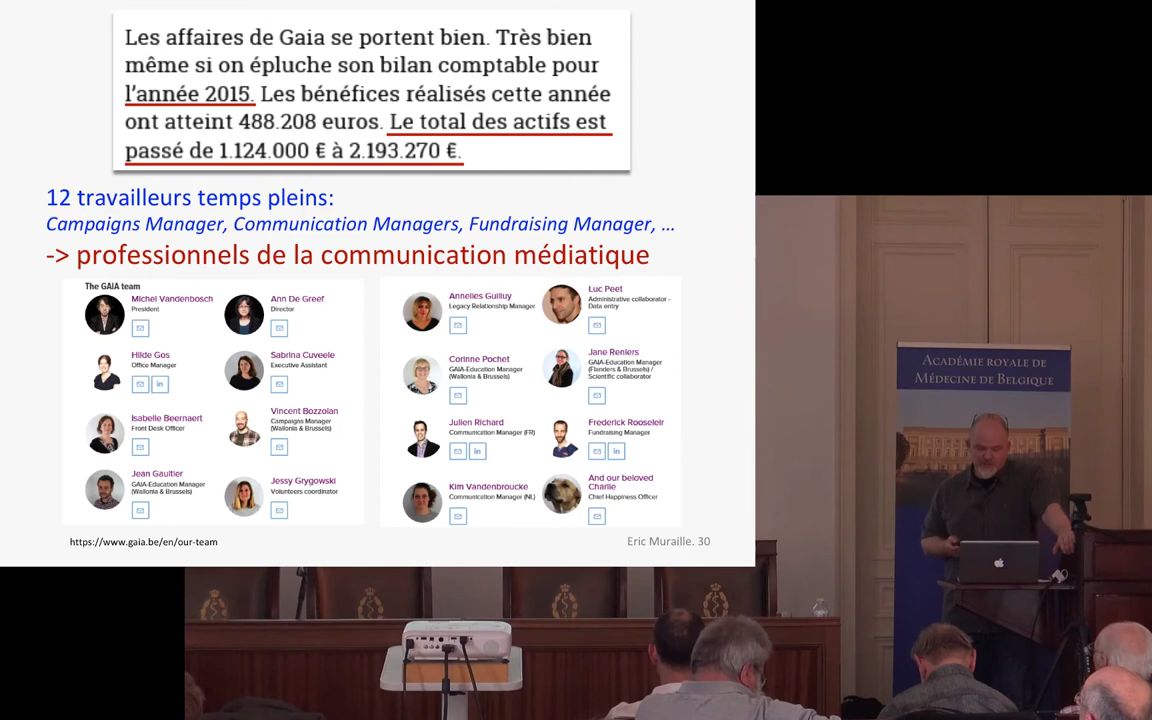 Les affaires de Gaia se portent bien. Très bien
même si on épluche son bilan comptable pour
l'année 2015. Les bénéfices réalisés cette année
ont atteint 488.208 euros. Le total des actifs est
passé de 1.124.000 € à 2.193.270 €.
12 travailleurs temps pleins:
Campaigns Manager, Communication Managers, Fundraising Manager, …
-> professionnels de la communication médiatique
The GAIA team
Michel Vandenbosch
President
Ann De Greef
Director
Hilde Gos
Office Manager
in
Sabrina Cuveele
Executive Assistant
Isabelle Beernaert
Front Desk Officer
Vincent Bozzolan
Campaigns Manager
(Wallonia & Brussels)
Jean Gaultier
GAIA-Education Manager
(Wallonia & Brussels)
Jessy Grygowski
Volunteers coordinator
Annelies Guilluy
Legacy Relationship Manager
Luc Peet
Administrative collaborator -
Data entry
Corinne Pochet
GAIA-Education Manager
(Wallonia & Brussels)
Jane Reniers
GAIA-Education Manager
(Flanders & Brussels) /
Scientific collaborator
Julien Richard
Communication Manager (FR)
in
Frederick Rooseleir
Fundraising Manager
in
Kim Vandenbroucke
Communication Manager (NL)
And our beloved
Charlie
Chief Happiness Officer
https://www.gaia.be/en/our-team
Eric Muraille. 30
Académie royale de
Médecine de Belgique